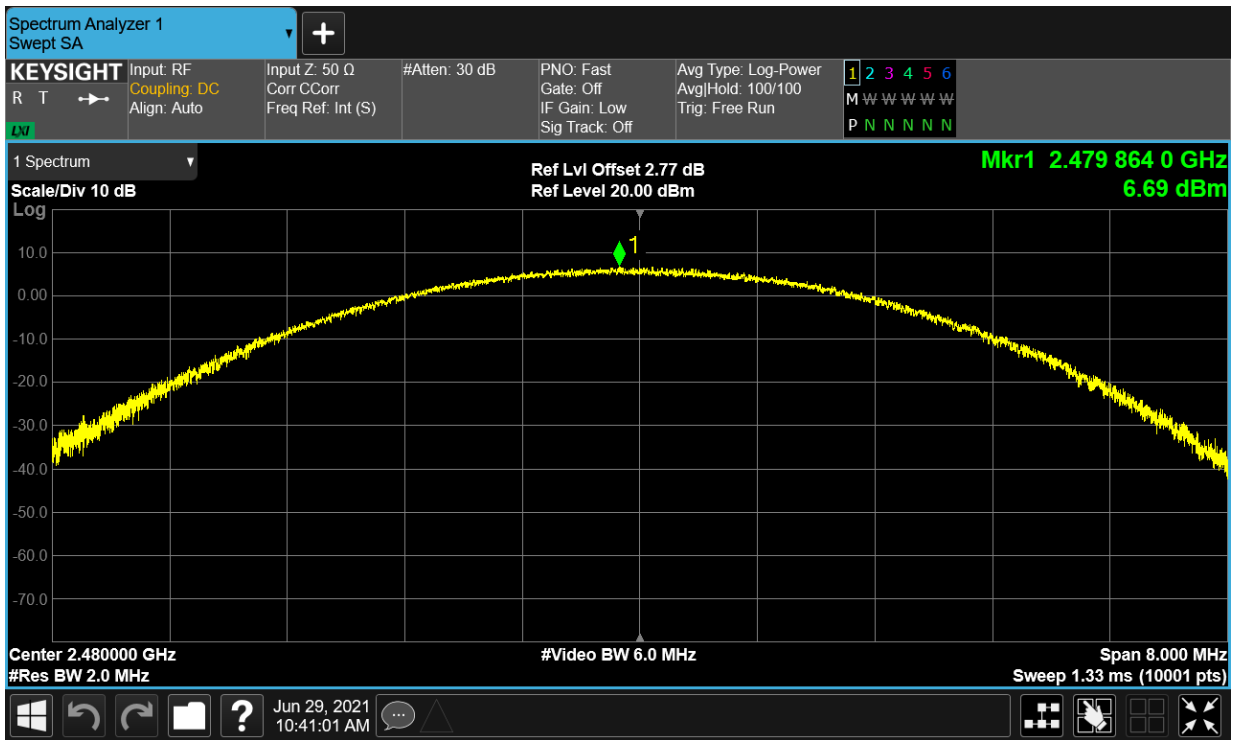 Spectrum Analyzer 1
Swept SA
+
KEYSIGHT
R T
LXI
Input: RF
Coupling: DC
Align: Auto
Input Z: 50 Ω
Corr CCorr
Freq Ref: Int (S)
#Atten: 30 dB
PNO: Fast
Gate: Off
IF Gain: Low
Sig Track: Off
Avg Type: Log-Power
Avg|Hold: 100/100
Trig: Free Run
1 2 3 4 5 6
M W W W W W
P N N N N N
1 Spectrum
Scale/Div 10 dB
Log
Ref Lvl Offset 2.77 dB
Ref Level 20.00 dBm
Mkr1 2.479 864 0 GHz
6.69 dBm
1
10.0
0.00
-10.0
-20.0
-30.0
-40.0
-50.0
-60.0
-70.0
Center 2.480000 GHz
#Res BW 2.0 MHz
#Video BW 6.0 MHz
Span 8.000 MHz
Sweep 1.33 ms (10001 pts)
?
Jun 29, 2021
10:41:01 AM